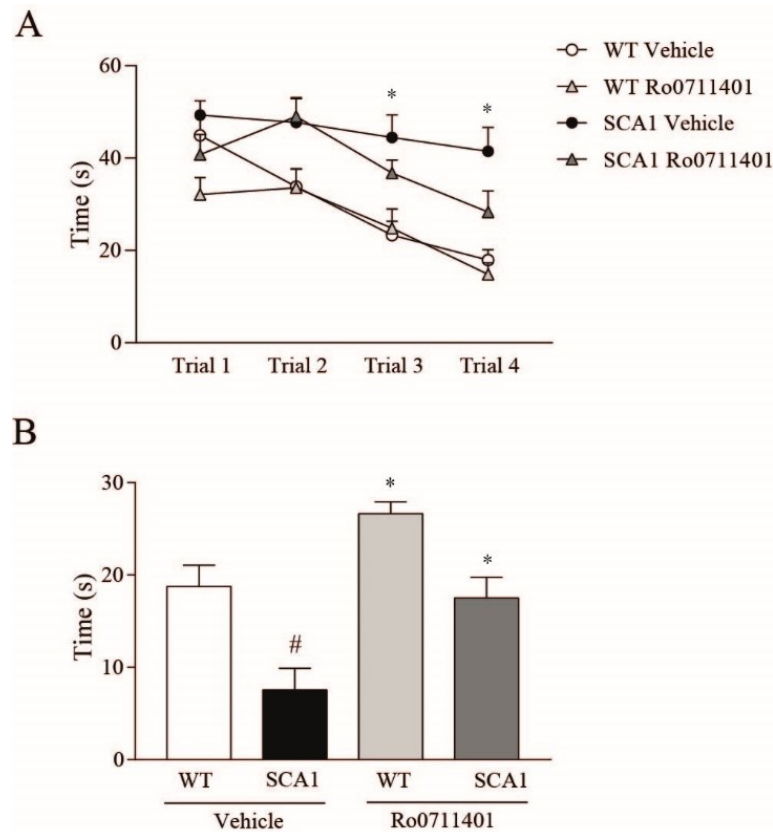 A
WT Vehicle
WT Ro0711401
SCA1 Vehicle
SCA1 Ro0711401
60
40
20
0
Time (s)
* *
Trial 1 Trial 2 Trial 3 Trial 4
B
30
20
10
0
Time (s)
#
*
*
WT SCA1 WT SCA1
Vehicle Ro0711401